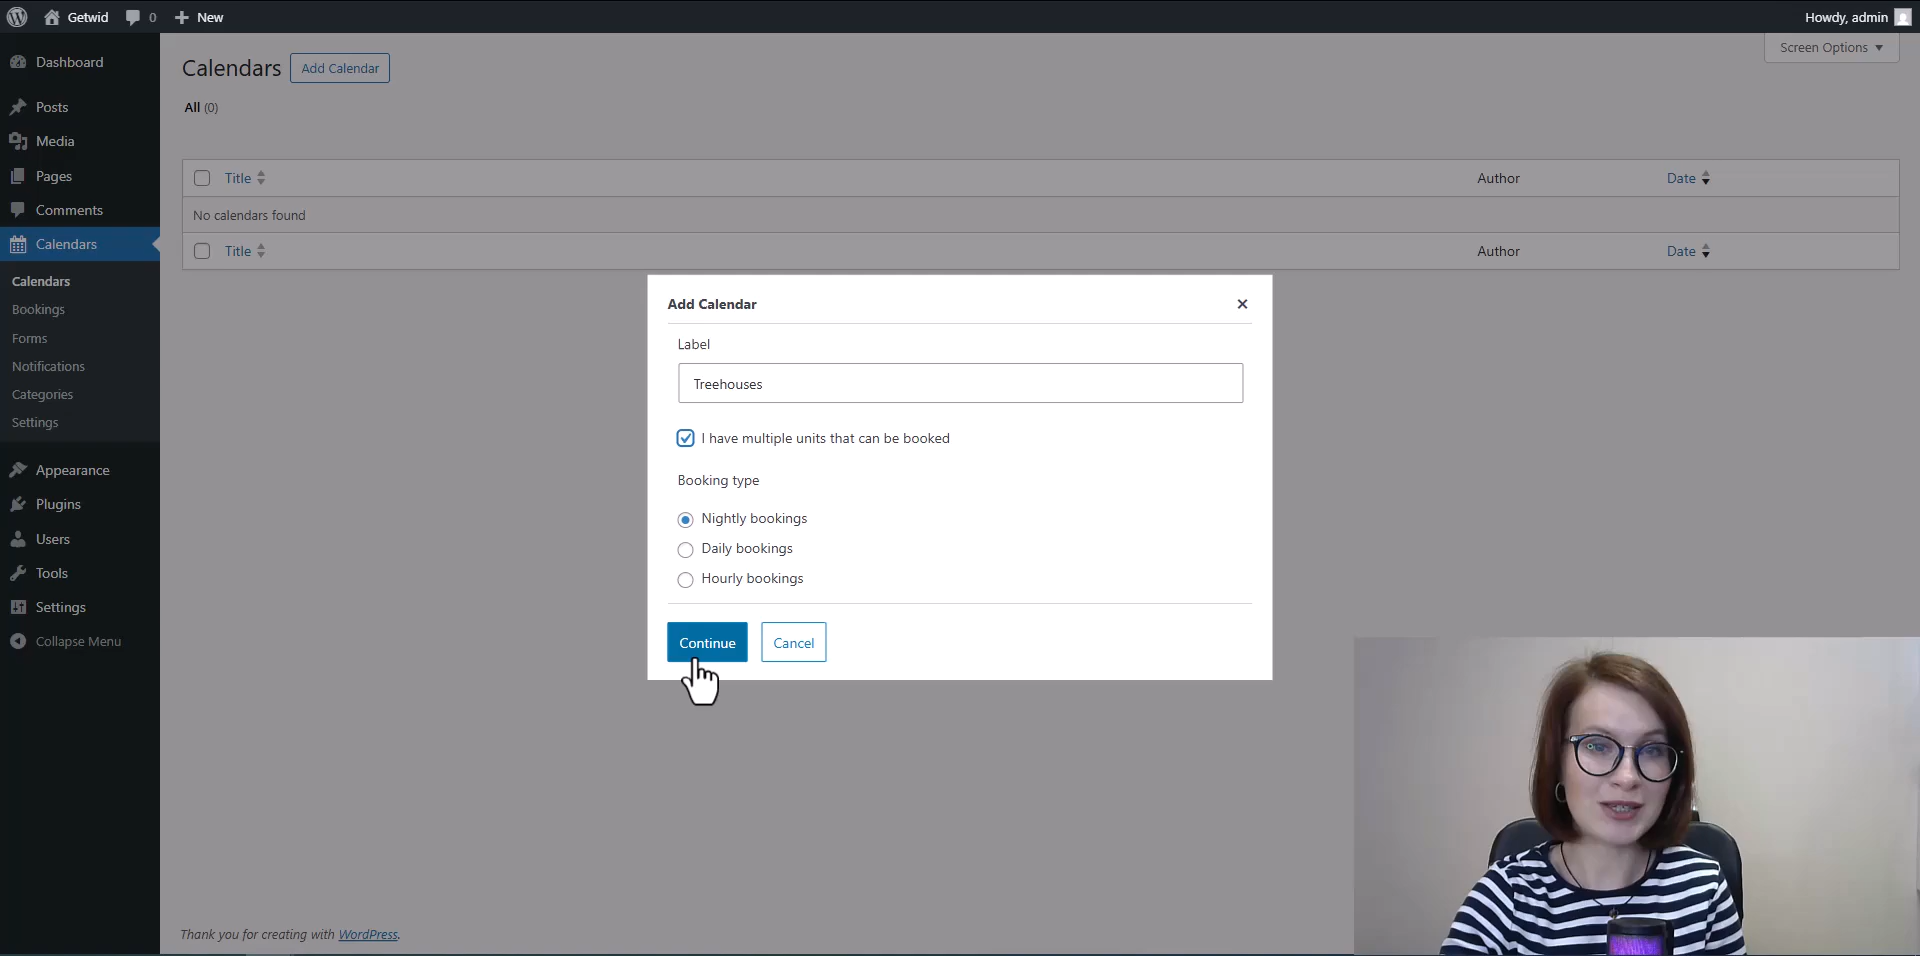 Getwid 0 New Howdy, admin
Screen Options
Dashboard
Posts
Media
Pages
Comments
Calendars
Calendars
Bookings
Forms
Notifications
Categories
Settings
Appearance
Plugins
Users
Tools
Settings
Collapse Menu
Calendars Add Calendar
All (0)
Title Author Date
No calendars found
Title Author Date
Add Calendar
Label
Treehouses
I have multiple units that can be booked
Booking type
Nightly bookings
Daily bookings
Hourly bookings
Continue Cancel
Thank you for creating with WordPress.